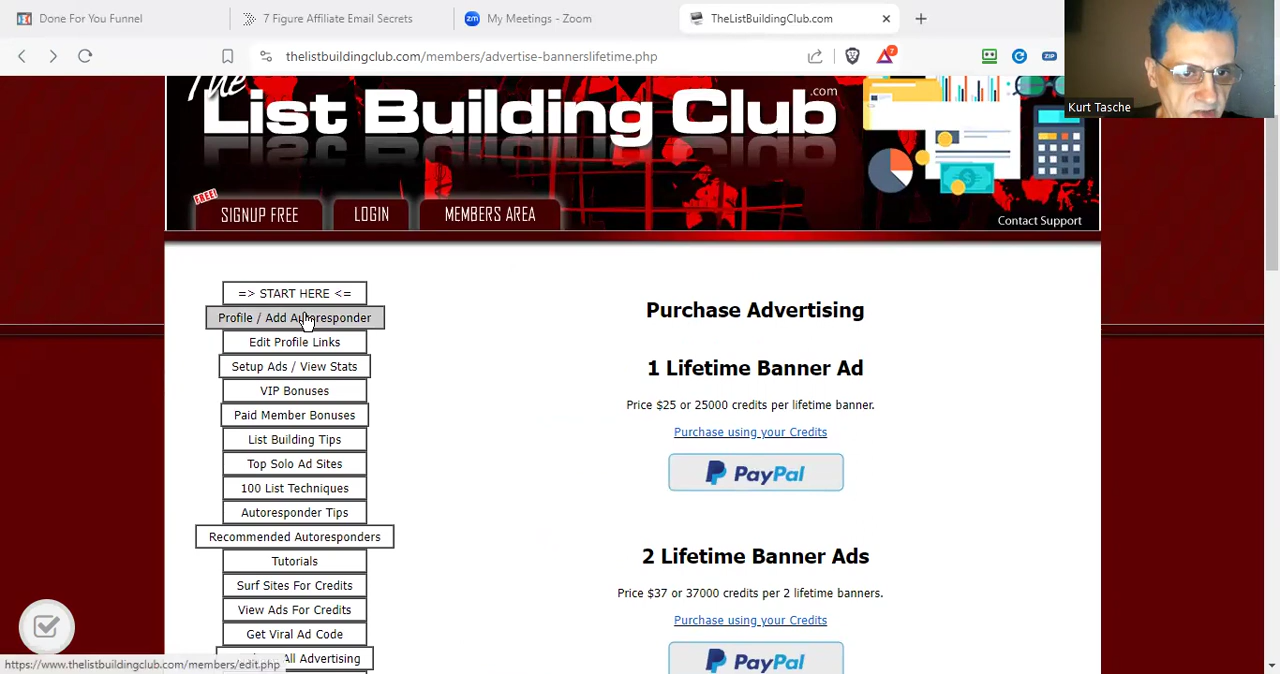 Done For You Funnel
7 Figure Affiliate Email Secrets
zm My Meetings - Zoom
TheListBuildingClub.com
thelistbuildingclub.com/members/advertise-bannerslifetime.php
7
ZIP
Kurt Tasche
The
List Building Club
.com
FREE!
SIGNUP FREE
LOGIN
MEMBERS AREA
Contact Support
=> START HERE <=
Profile / Add Autoresponder
Edit Profile Links
Setup Ads / View Stats
VIP Bonuses
Paid Member Bonuses
List Building Tips
Top Solo Ad Sites
100 List Techniques
Autoresponder Tips
Recommended Autoresponders
Tutorials
Surf Sites For Credits
View Ads For Credits
Get Viral Ad Code
All Advertising
Purchase Advertising
1 Lifetime Banner Ad
Price $25 or 25000 credits per lifetime banner.
Purchase using your Credits
PayPal
2 Lifetime Banner Ads
Price $37 or 37000 credits per 2 lifetime banners.
Purchase using your Credits
PayPal
https://www.thelistbuildingclub.com/members/edit.php